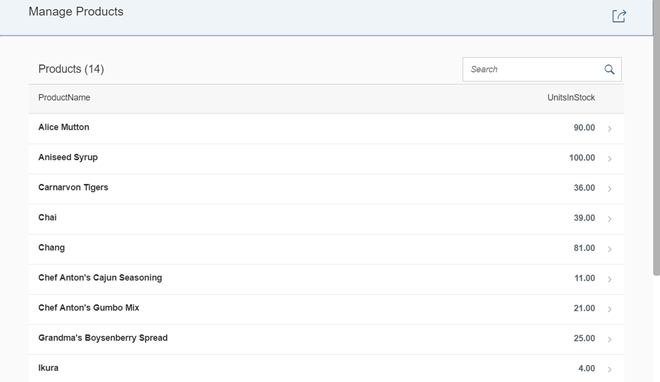 Manage Products
Products (14)
Search
ProductName UnitsInStock
Alice Mutton 90.00
Aniseed Syrup 100.00
Carnarvon Tigers 36.00
Chai 39.00
Chang 81.00
Chef Anton's Cajun Seasoning 11.00
Chef Anton's Gumbo Mix 21.00
Grandma's Boysenberry Spread 25.00
Ikura 4.00